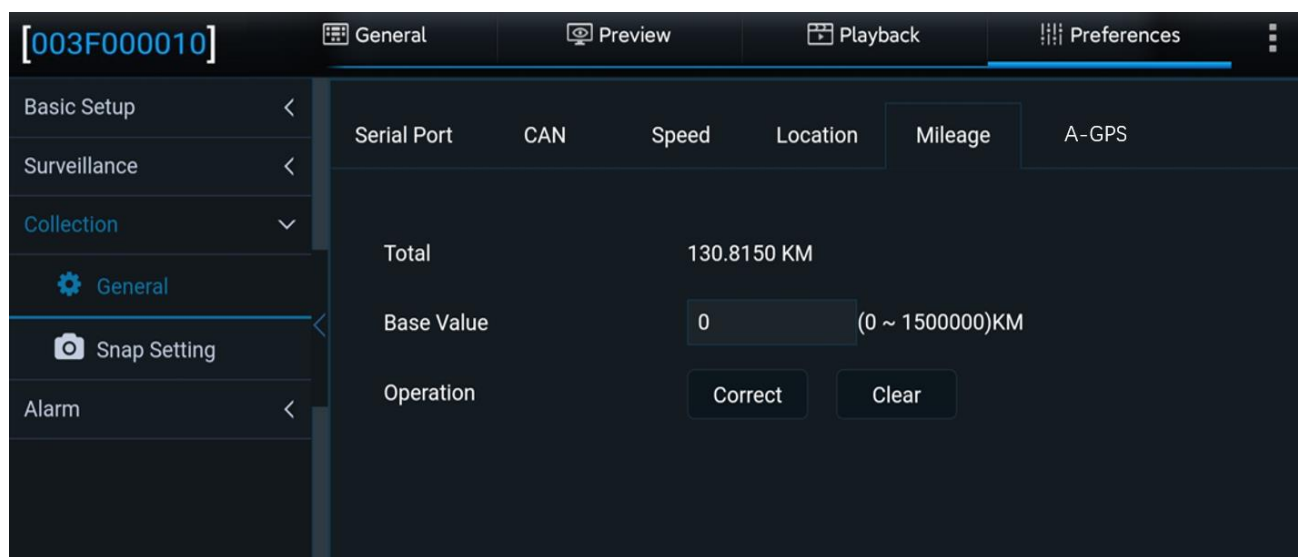 [003F000010]
General
Preview
Playback
Preferences
Basic Setup
Surveillance
Collection
General
Snap Setting
Alarm
Serial Port
CAN
Speed
Location
Mileage
A-GPS
Total 130.8150 KM
Base Value 0 (0 ~ 1500000)KM
Operation Correct Clear